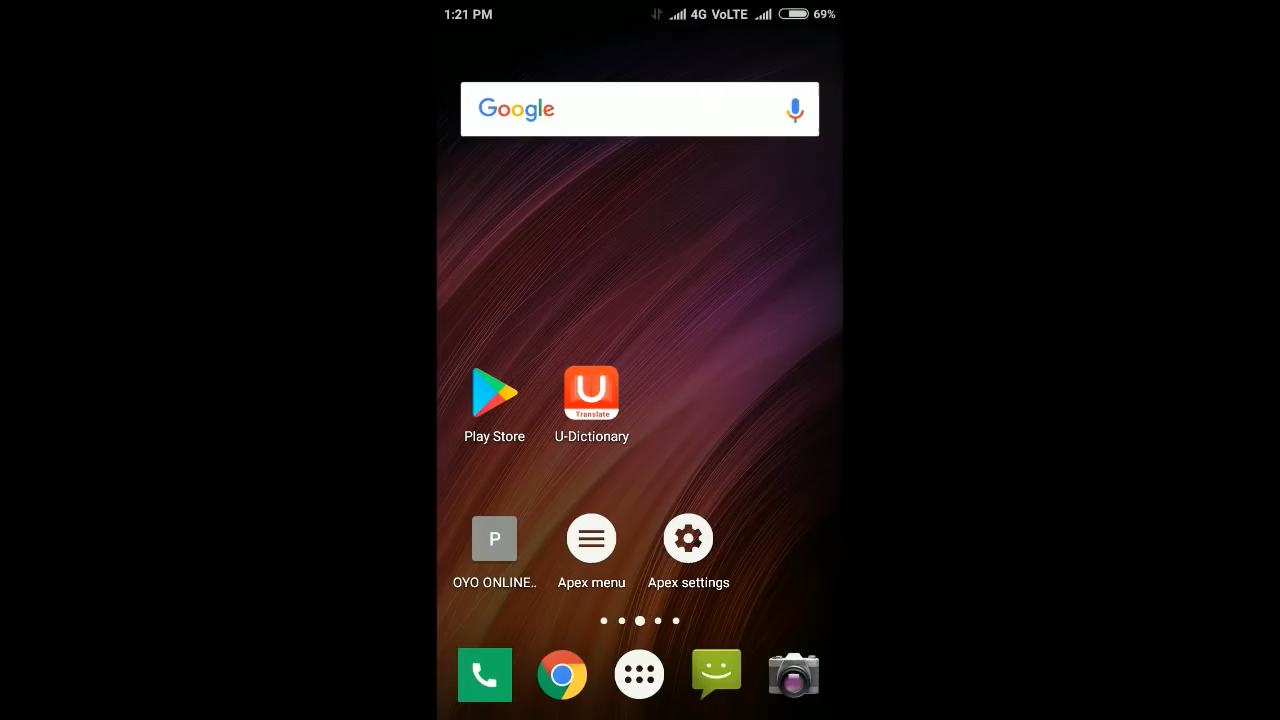 1:21 PM 4G VoLTE 69%
Google
U
Translate
Play Store U-Dictionary
P
OYO ONLINE.. Apex menu Apex settings